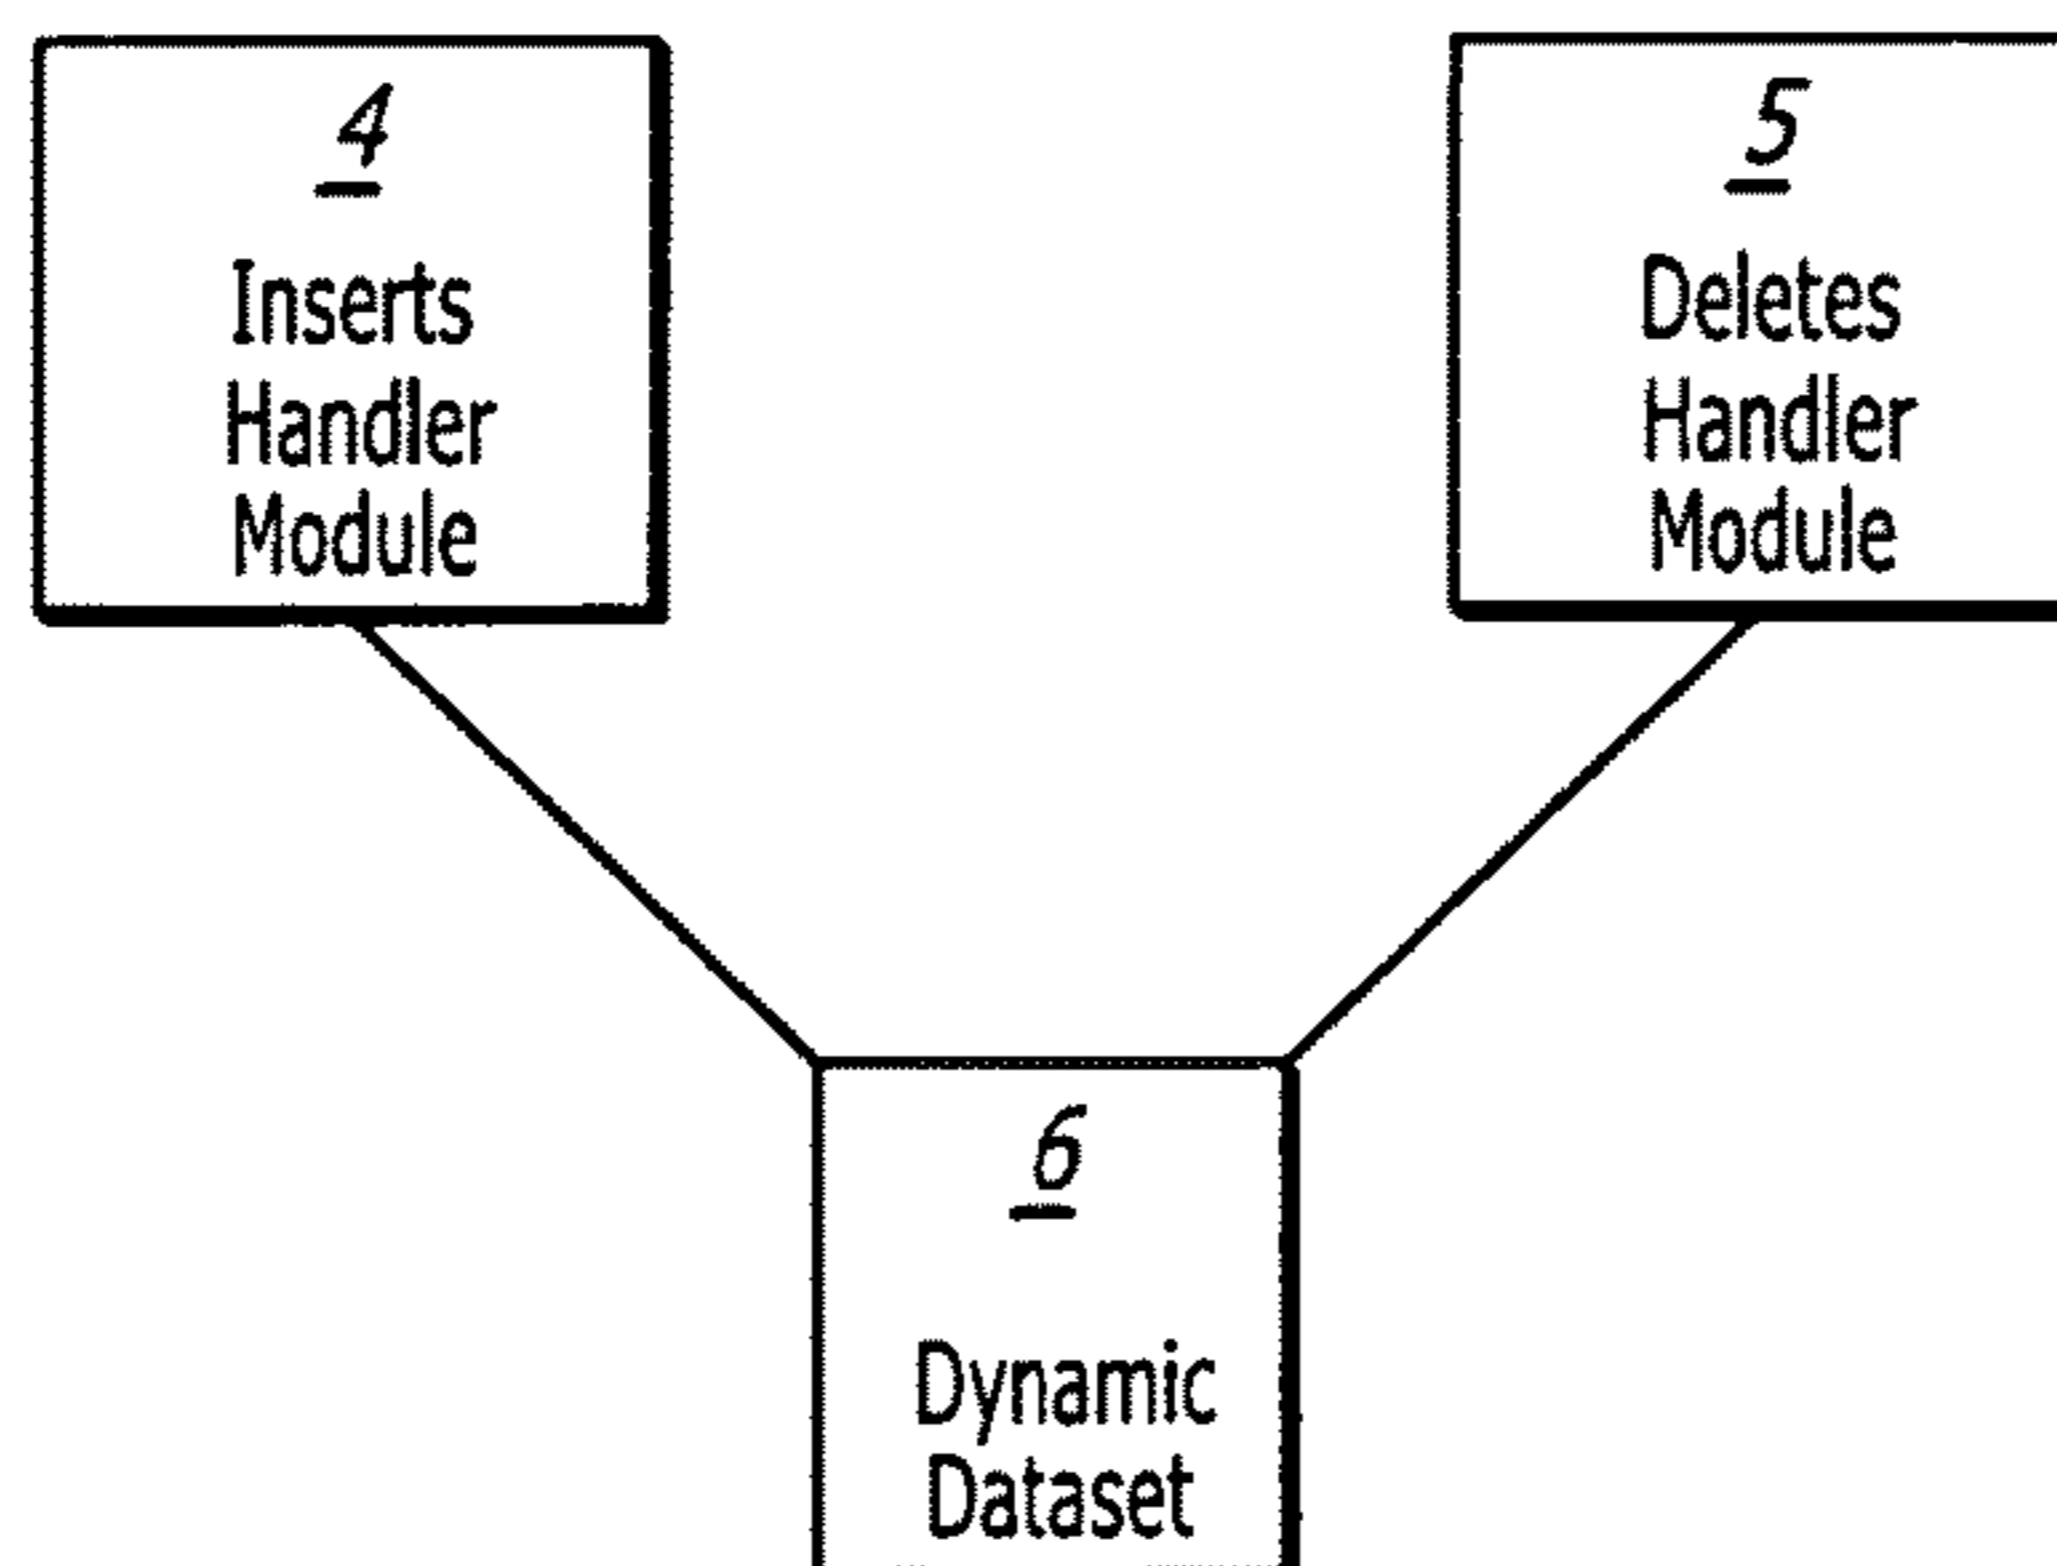 4
Inserts
Handler
Module
5
Deletes
Handler
Module
6
Dynamic
Dataset